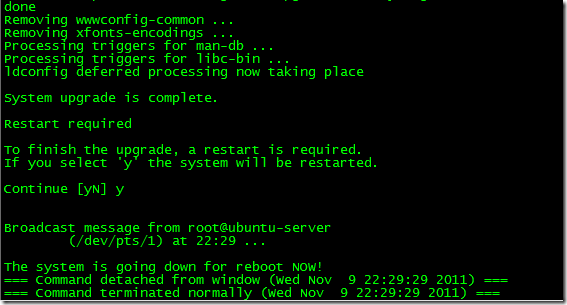 done
Removing wwwconfig-common ...
Removing xfonts-encodings ...
Processing triggers for man-db ...
Processing triggers for libc-bin ...
ldconfig deferred processing now taking place
System upgrade is complete.
Restart required
To finish the upgrade, a restart is required.
If you select 'y' the system will be restarted.
Continue [yN] y
Broadcast message from root@ubuntu-server
(/dev/pts/1) at 22:29 ...
The system is going down for reboot NOW!
=== Command detached from window (Wed Nov  9 22:29:29 2011) ===
=== Command terminated normally (Wed Nov  9 22:29:29 2011) ===